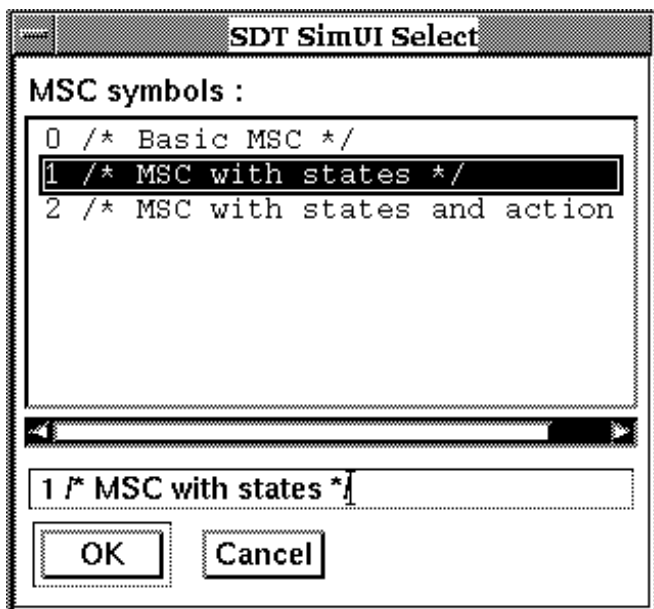 SDT SimUI Select
MSC symbols :
0 /* Basic MSC */
1 /* MSC with states */
2 /* MSC with states and action
1 /* MSC with states */
OK Cancel